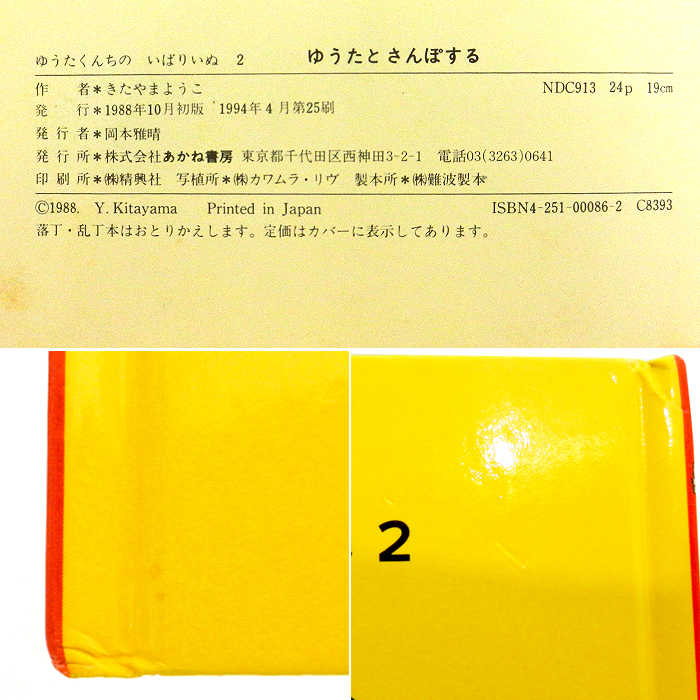 ゆうたくんちの いばりいぬ 2 ゆうたと さんぽする
作 者*きたやまようこ NDC913 24p 19cm
発 行*1988年10月初版 1994年4月第25刷
発行者*岡本雅晴
発行所*株式会社あかね書房 東京都千代田区西神田3-2-1 電話03(3263)0641
印刷所*㈱精興社 写植所*㈱カワムラ・リヴ 製本所*㈱難波製本
©1988. Y. Kitayama Printed in Japan ISBN4-251-00086-2 C8393
落丁・乱丁本はおとりかえします。定価はカバーに表示してあります。
2